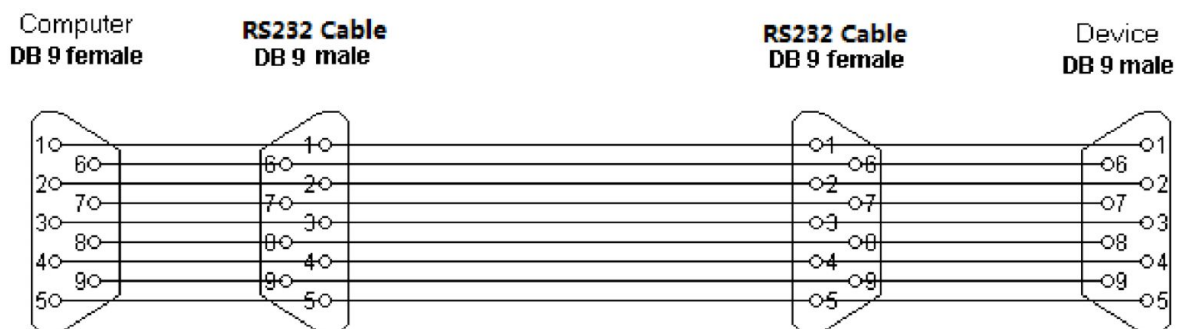 Computer
DB 9 female
RS232 Cable
DB 9 male
RS232 Cable
DB 9 female
Device
DB 9 male
1 1 1 1
6 6 6 6
2 2 2 2
7 7 7 7
3 3 3 3
8 8 8 8
4 4 4 4
9 9 9 9
5 5 5 5